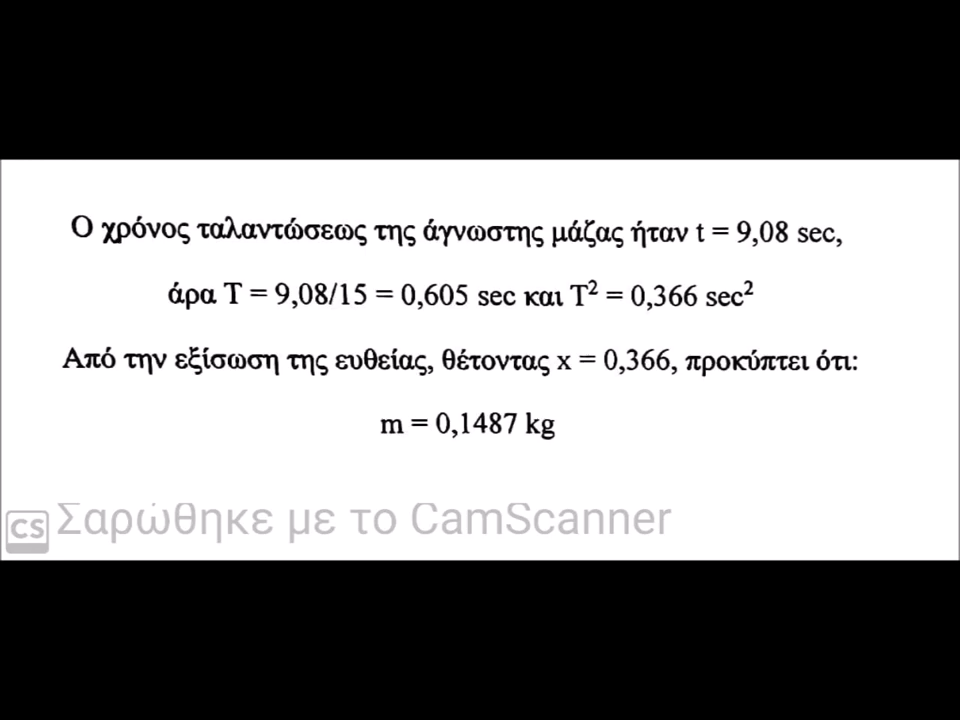 Ο χρόνος ταλαντώσεως της άγνωστης μάζας ήταν t = 9,08 sec,
άρα T = 9,08/15 = 0,605 sec και T² = 0,366 sec²
Από την εξίσωση της ευθείας, θέτοντας x = 0,366, προκύπτει ότι:
m = 0,1487 kg
CS Σαρώθηκε με το CamScanner